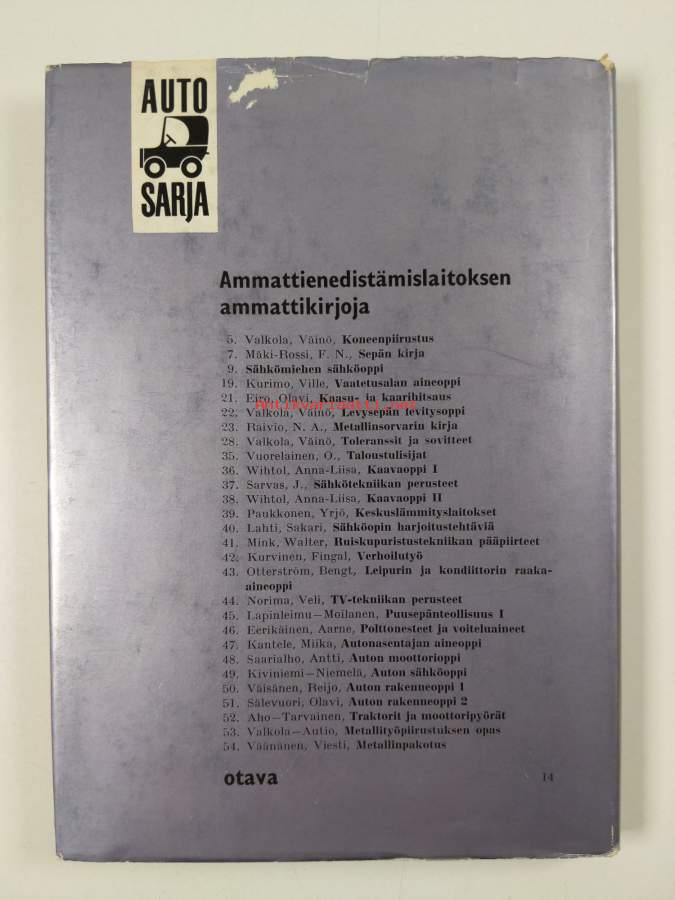 AUTO
SARJA
Ammattienedistämislaitoksen
ammattikirjoja
5. Valkola, Väinö, Koneenpiirustus
7. Mäki-Rossi, F. N., Sepän kirja
9. Sähkömiehen sähköoppi
19. Kurimo, Ville, Vaatetusalan aineoppi
21. Eiro, Olavi, Kaasu- ja kaarihitsaus
Antikvariaatti.net
22. Valkola, Väinö, Levysepän levitysoppi
23. Raivio, N. A., Metallinsorvarin kirja
28. Valkola, Väinö, Toleranssit ja sovitteet
35. Vuorelainen, O., Taloustulisijat
36. Wihtol, Anna-Liisa, Kaavaoppi I
37. Sarvas, J., Sähkötekniikan perusteet
38. Wihtol, Anna-Liisa, Kaavaoppi II
39. Paukkonen, Yrjö, Keskuslämmityslaitokset
40. Lahti, Sakari, Sähköopin harjoitustehtäviä
41. Mink, Walter, Ruiskupuristustekniikan pääpiirteet
42. Kurvinen, Fingal, Verhoilutyö
43. Otterström, Bengt, Leipurin ja kondiittorin raaka-
aineoppi
44. Norima, Veli, TV-tekniikan perusteet
45. Lapinleimu—Moilanen, Puusepänteollisuus I
46. Eerikäinen, Aarne, Polttonesteet ja voiteluaineet
47. Kantele, Miika, Autonasentajan aineoppi
48. Saarialho, Antti, Auton moottorioppi
49. Kiviniemi—Niemelä, Auton sähköoppi
50. Väisänen, Reijo, Auton rakenneoppi 1
51. Sälevuori, Olavi, Auton rakenneoppi 2
52. Aho—Tarvainen, Traktorit ja moottoripyörät
53. Valkola—Autio, Metallityöpiirustuksen opas
54. Väänänen, Viesti, Metallinpakotus
otava
14